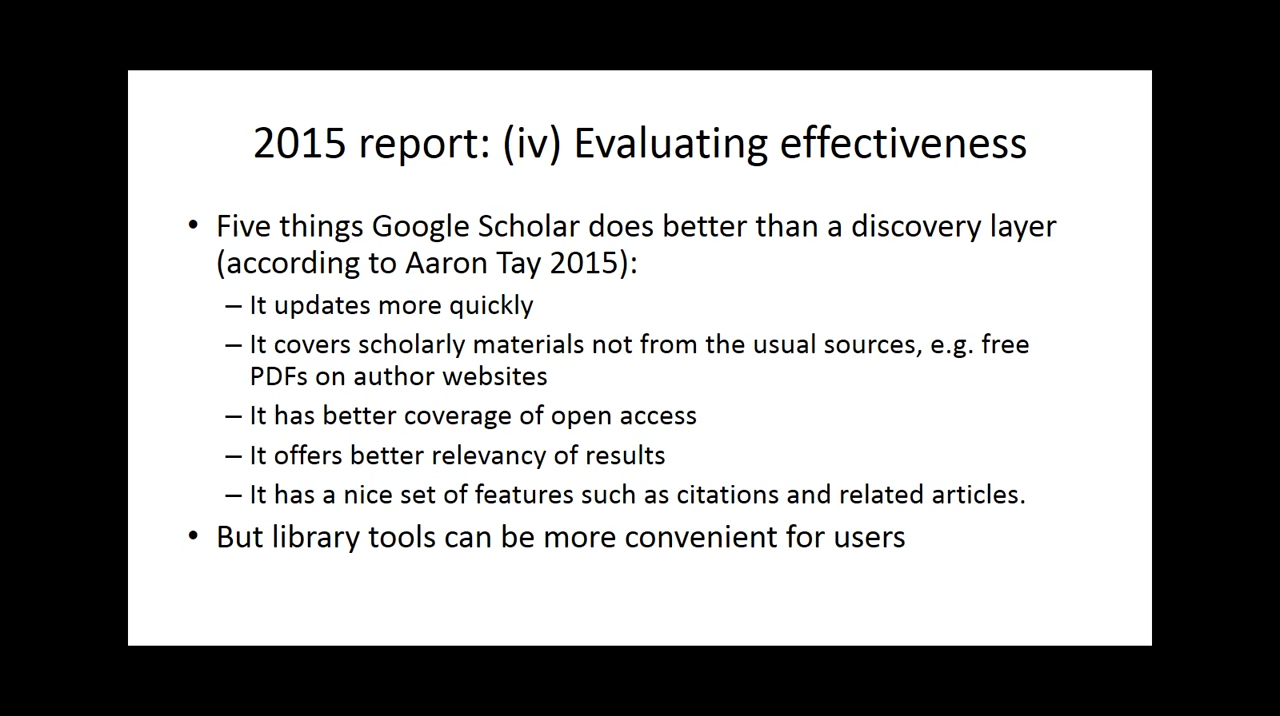 2015 report: (iv) Evaluating effectiveness
• Five things Google Scholar does better than a discovery layer
(according to Aaron Tay 2015):
– It updates more quickly
– It covers scholarly materials not from the usual sources, e.g. free
PDFs on author websites
– It has better coverage of open access
– It offers better relevancy of results
– It has a nice set of features such as citations and related articles.
• But library tools can be more convenient for users